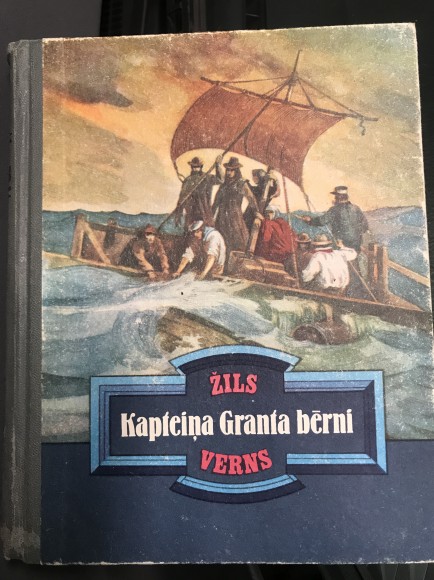 ŽILS
Kapteiņa Granta bērni
VERNS